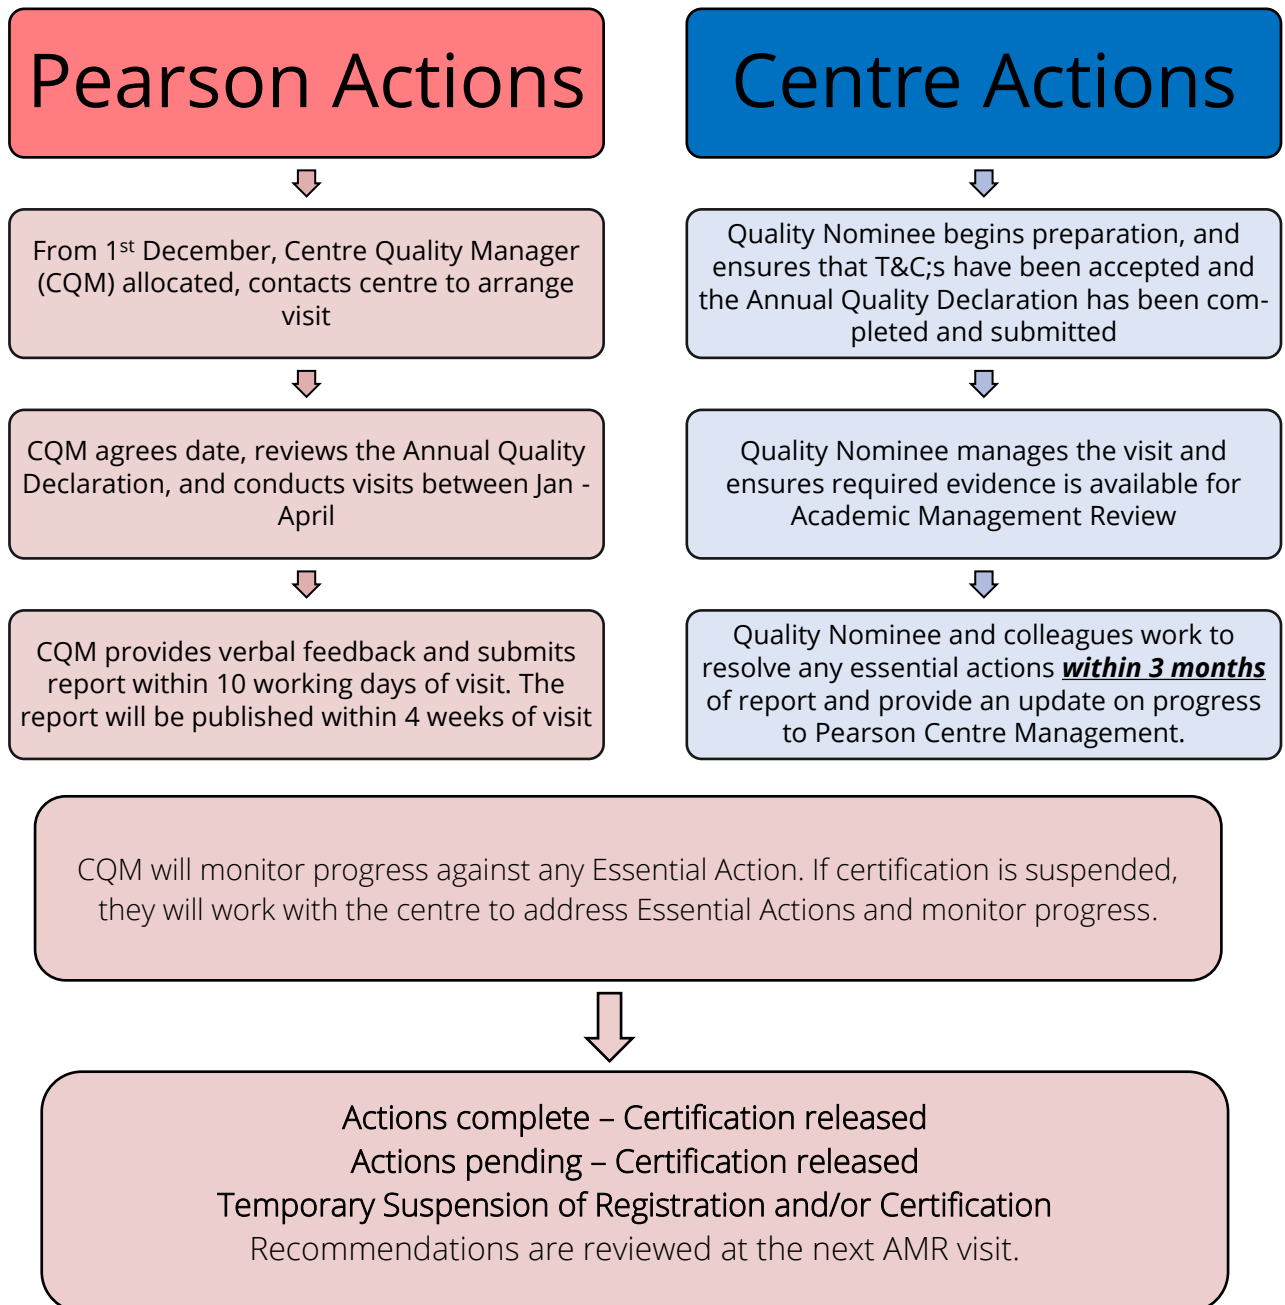 Pearson Actions
From 1st December, Centre Quality Manager
(CQM) allocated, contacts centre to arrange
visit
CQM agrees date, reviews the Annual Quality
Declaration, and conducts visits between Jan -
April
CQM provides verbal feedback and submits
report within 10 working days of visit. The
report will be published within 4 weeks of visit
Centre Actions
Quality Nominee begins preparation, and
ensures that T&C;s have been accepted and
the Annual Quality Declaration has been com-
pleted and submitted
Quality Nominee manages the visit and
ensures required evidence is available for
Academic Management Review
Quality Nominee and colleagues work to
resolve any essential actions within 3 months
of report and provide an update on progress
to Pearson Centre Management.
CQM will monitor progress against any Essential Action. If certification is suspended,
they will work with the centre to address Essential Actions and monitor progress.
Actions complete – Certification released
Actions pending – Certification released
Temporary Suspension of Registration and/or Certification
Recommendations are reviewed at the next AMR visit.